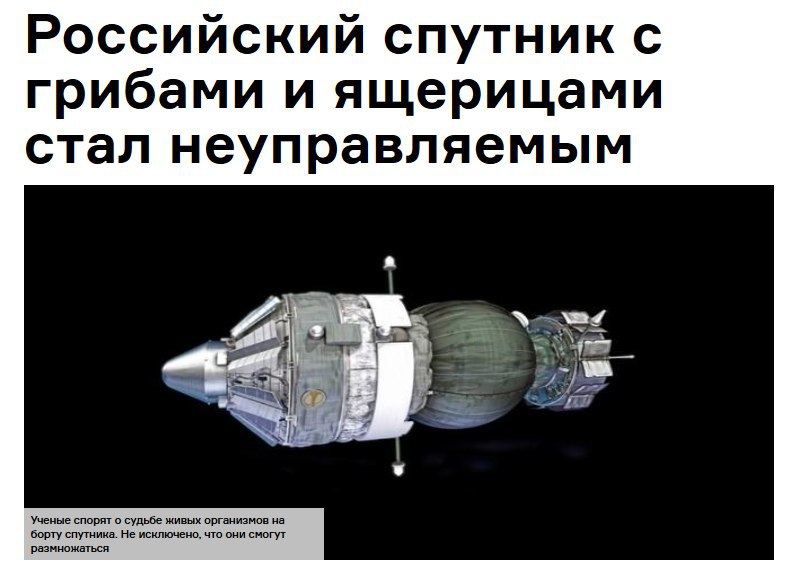 Российский спутник с
грибами и ящерицами
стал неуправляемым
Ученые спорят о судьбе живых организмов на
борту спутника. Не исключено, что они смогут
размножаться